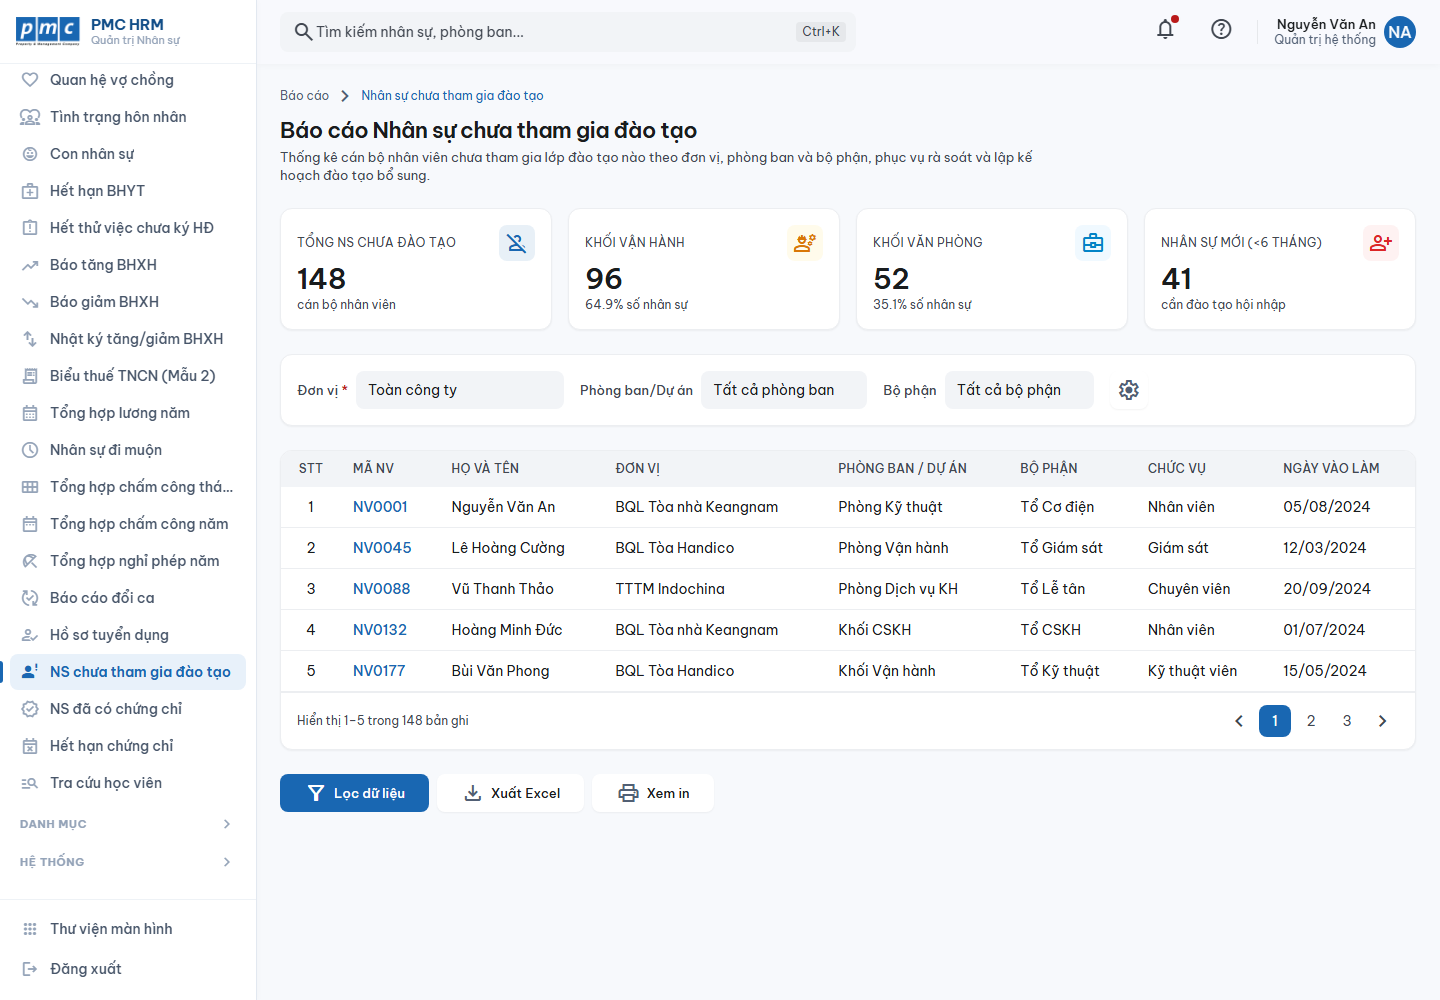 pmc
PMC HRM
Quản trị Nhân sự
Tìm kiếm nhân sự, phòng ban...
Ctrl+K
Nguyễn Văn An
Quản trị hệ thống
NA
Quan hệ vợ chồng
Tình trạng hôn nhân
Con nhân sự
Hết hạn BHYT
Hết thử việc chưa ký HĐ
Báo tăng BHXH
Báo giảm BHXH
Nhật ký tăng/giảm BHXH
Biểu thuế TNCN (Mẫu 2)
Tổng hợp lương năm
Nhân sự đi muộn
Tổng hợp chấm công thá...
Tổng hợp chấm công năm
Tổng hợp nghỉ phép năm
Báo cáo đổi ca
Hồ sơ tuyển dụng
NS chưa tham gia đào tạo
NS đã có chứng chỉ
Hết hạn chứng chỉ
Tra cứu học viên
DANH MỤC
HỆ THỐNG
Thư viện màn hình
Đăng xuất
Báo cáo
Nhân sự chưa tham gia đào tạo
Báo cáo Nhân sự chưa tham gia đào tạo
Thống kê cán bộ nhân viên chưa tham gia lớp đào tạo nào theo đơn vị, phòng ban và bộ phận, phục vụ rà soát và lập kế
hoạch đào tạo bổ sung.
TỔNG NS CHƯA ĐÀO TẠO
148
cán bộ nhân viên
KHỐI VẬN HÀNH
96
64.9% số nhân sự
KHỐI VĂN PHÒNG
52
35.1% số nhân sự
NHÂN SỰ MỚI (<6 THÁNG)
41
cần đào tạo hội nhập
Đơn vị * Toàn công ty Phòng ban/Dự án Tất cả phòng ban Bộ phận Tất cả bộ phận
STT MÃ NV HỌ VÀ TÊN ĐƠN VỊ PHÒNG BAN / DỰ ÁN BỘ PHẬN CHỨC VỤ NGÀY VÀO LÀM
1 NV0001 Nguyễn Văn An BQL Tòa nhà Keangnam Phòng Kỹ thuật Tổ Cơ điện Nhân viên 05/08/2024
2 NV0045 Lê Hoàng Cường BQL Tòa Handico Phòng Vận hành Tổ Giám sát Giám sát 12/03/2024
3 NV0088 Vũ Thanh Thảo TTTM Indochina Phòng Dịch vụ KH Tổ Lễ tân Chuyên viên 20/09/2024
4 NV0132 Hoàng Minh Đức BQL Tòa nhà Keangnam Khối CSKH Tổ CSKH Nhân viên 01/07/2024
5 NV0177 Bùi Văn Phong BQL Tòa Handico Khối Vận hành Tổ Kỹ thuật Kỹ thuật viên 15/05/2024
Hiển thị 1–5 trong 148 bản ghi
1 2 3
Lọc dữ liệu
Xuất Excel
Xem in